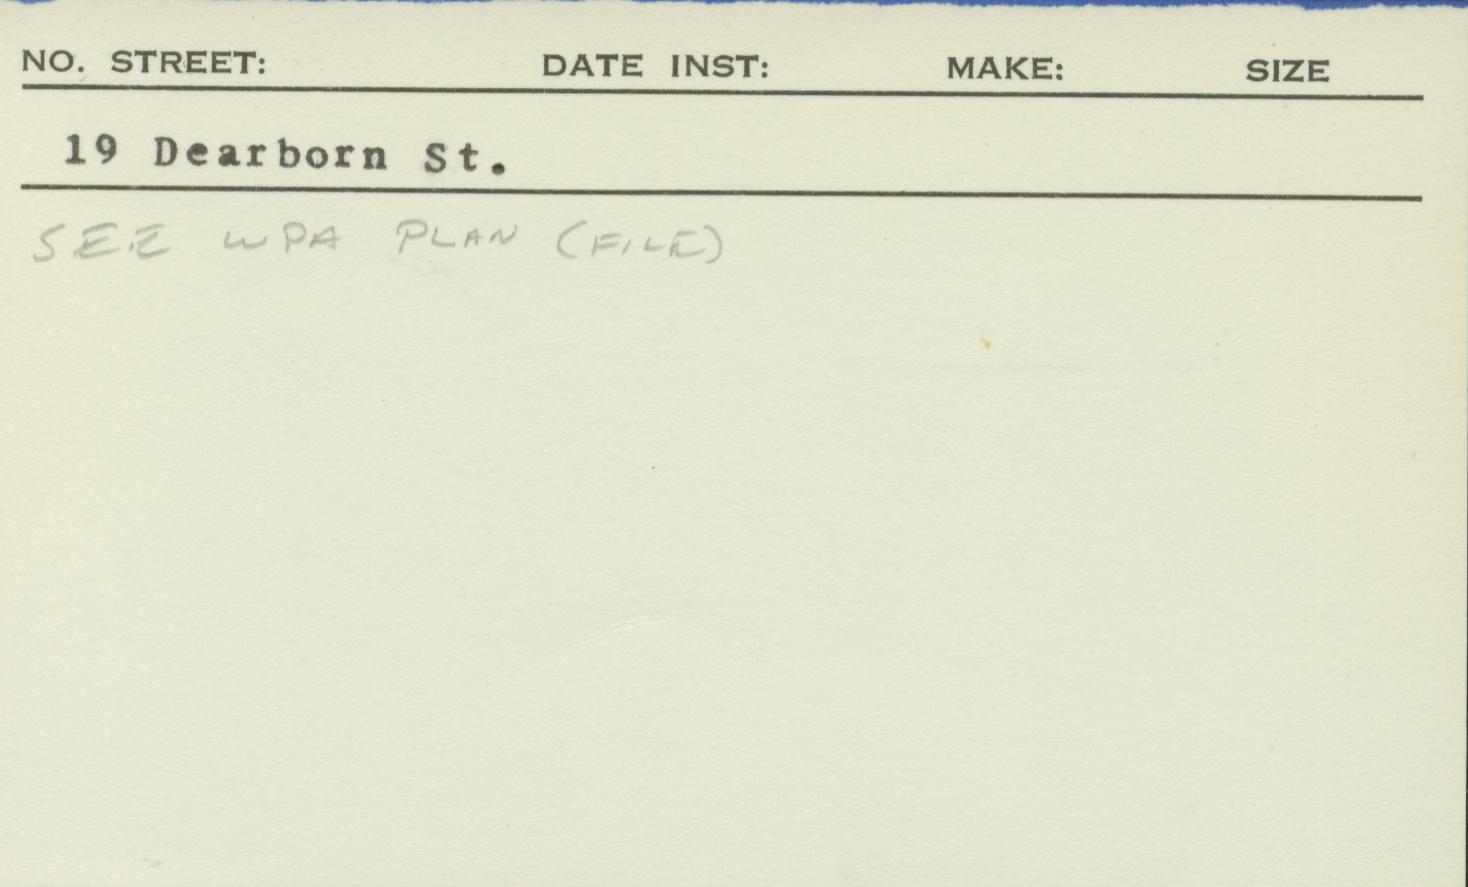 NO. STREET: DATE INST: MAKE: SIZE
19 Dearborn St.
SEE WPA PLAN (FILE)